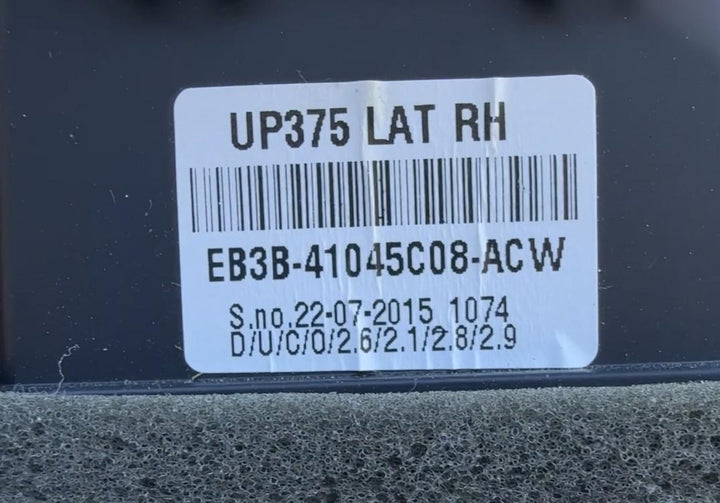 UP375 LAT RH
EB3B-41045C08-ACW
S.no.22-07-2015 1074
D/U/C/0/2.6/2.1/2.8/2.9